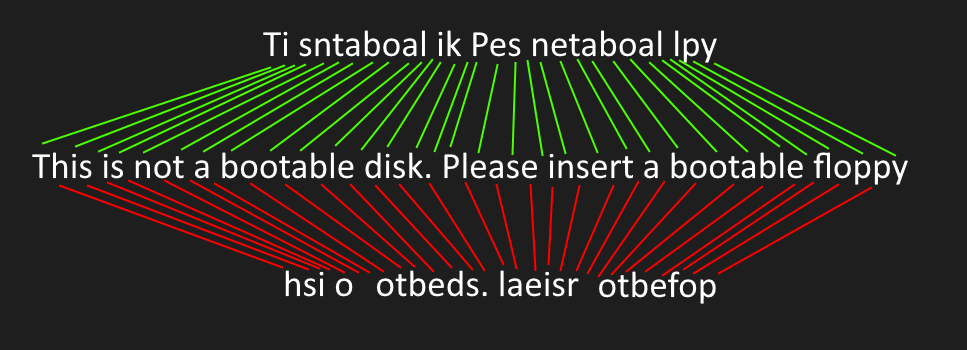 Ti sntaboal ik Pes netaboal lpy
This is not a bootable disk. Please insert a bootable floppy
hsi o  otbeds. laeisr  otbefop